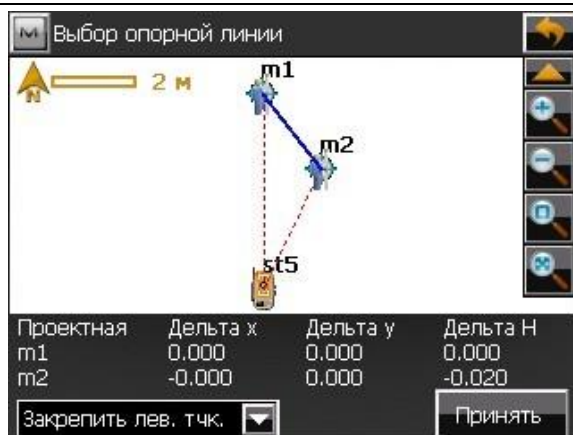 Выбор опорной линии
N 2 м
m1
m2
st5
Проектная Дельта x Дельта y Дельта H
m1 0.000 0.000 0.000
m2 -0.000 0.000 -0.020
Закрепить лев. тчк. Принять